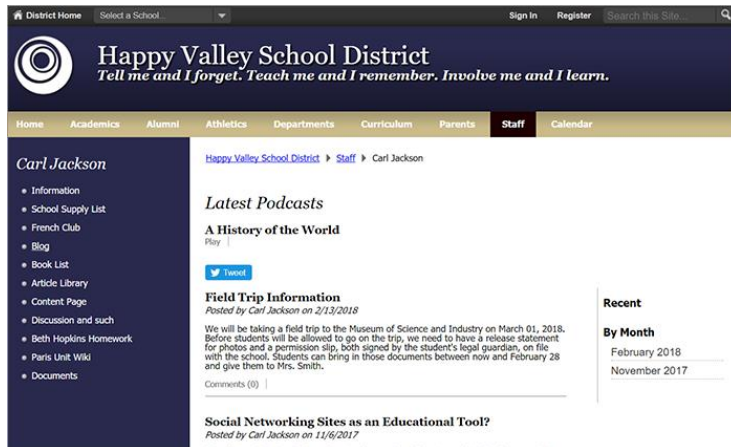 District Home Select a School... Sign In Register Search this Site...
Happy Valley School District
Tell me and I forget. Teach me and I remember. Involve me and I learn.
Home Academics Alumni Athletics Departments Curriculum Parents Staff Calendar
Carl Jackson
Information
School Supply List
French Club
Blog
Book List
Article Library
Content Page
Discussion and such
Beth Hopkins Homework
Paris Unit Wiki
Documents
Happy Valley School District Staff Carl Jackson
Latest Podcasts
A History of the World
Play
Tweet
Field Trip Information
Posted by Carl Jackson on 2/13/2018
We will be taking a field trip to the Museum of Science and Industry on March 01, 2018.
Before students will be allowed to go on the trip, we need to have a release statement
for photos and a permission slip, both signed by the student's legal guardian, on file
with the school. Students can bring in those documents between now and February 28
and give them to Mrs. Smith.
Comments (0)
Social Networking Sites as an Educational Tool?
Posted by Carl Jackson on 11/6/2017
Recent
By Month
February 2018
November 2017